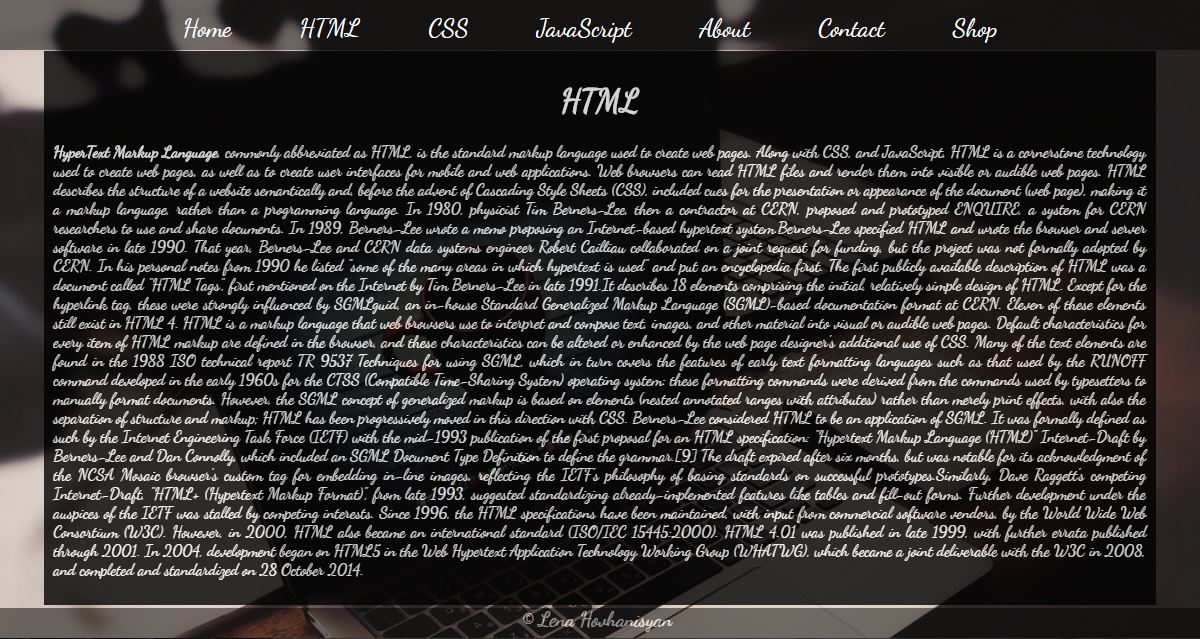 Home HTML CSS JavaScript About Contact Shop
HTML
HyperText Markup Language, commonly abbreviated as HTML, is the standard markup language used to create web pages. Along with CSS, and JavaScript, HTML is a cornerstone technology
used to create web pages, as well as to create user interfaces for mobile and web applications. Web browsers can read HTML files and render them into visible or audible web pages. HTML
describes the structure of a website semantically and, before the advent of Cascading Style Sheets (CSS), included cues for the presentation or appearance of the document (web page), making it
a markup language, rather than a programming language. In 1980, physicist Tim Berners-Lee, then a contractor at CERN, proposed and prototyped ENQUIRE, a system for CERN
researchers to use and share documents. In 1989, Berners-Lee wrote a memo proposing an Internet-based hypertext system.Berners-Lee specified HTML and wrote the browser and server
software in late 1990. That year, Berners-Lee and CERN data systems engineer Robert Cailliau collaborated on a joint request for funding, but the project was not formally adopted by
CERN. In his personal notes from 1990 he listed "some of the many areas in which hypertext is used" and put an encyclopedia first. The first publicly available description of HTML was a
document called "HTML Tags", first mentioned on the Internet by Tim Berners-Lee in late 1991.It describes 18 elements comprising the initial, relatively simple design of HTML. Except for the
hyperlink tag, these were strongly influenced by SGMLguid, an in-house Standard Generalized Markup Language (SGML)-based documentation format at CERN. Eleven of these elements
still exist in HTML 4. HTML is a markup language that web browsers use to interpret and compose text, images, and other material into visual or audible web pages. Default characteristics for
every item of HTML markup are defined in the browser, and these characteristics can be altered or enhanced by the web page designer's additional use of CSS. Many of the text elements are
found in the 1988 ISO technical report TR 9537 Techniques for using SGML, which in turn covers the features of early text formatting languages such as that used by the RUNOFF
command developed in the early 1960s for the CTSS (Compatible Time-Sharing System) operating system: these formatting commands were derived from the commands used by typesetters to
manually format documents. However, the SGML concept of generalized markup is based on elements (nested annotated ranges with attributes) rather than merely print effects, with also the
separation of structure and markup; HTML has been progressively moved in this direction with CSS. Berners-Lee considered HTML to be an application of SGML. It was formally defined as
such by the Internet Engineering Task Force (IETF) with the mid-1993 publication of the first proposal for an HTML specification: "Hypertext Markup Language (HTML)" Internet-Draft by
Berners-Lee and Dan Connolly, which included an SGML Document Type Definition to define the grammar.[9] The draft expired after six months, but was notable for its acknowledgment of
the NCSA Mosaic browser's custom tag for embedding in-line images, reflecting the IETF's philosophy of basing standards on successful prototypes.Similarly, Dave Raggett's competing
Internet-Draft, "HTML+ (Hypertext Markup Format)", from late 1993, suggested standardizing already-implemented features like tables and fill-out forms. Further development under the
auspices of the IETF was stalled by competing interests. Since 1996, the HTML specifications have been maintained, with input from commercial software vendors, by the World Wide Web
Consortium (W3C). However, in 2000, HTML also became an international standard (ISO/IEC 15445:2000). HTML 4.01 was published in late 1999, with further errata published
through 2001. In 2004, development began on HTML5 in the Web Hypertext Application Technology Working Group (WHATWG), which became a joint deliverable with the W3C in 2008,
and completed and standardized on 28 October 2014.
© Lena Hovhanisyan